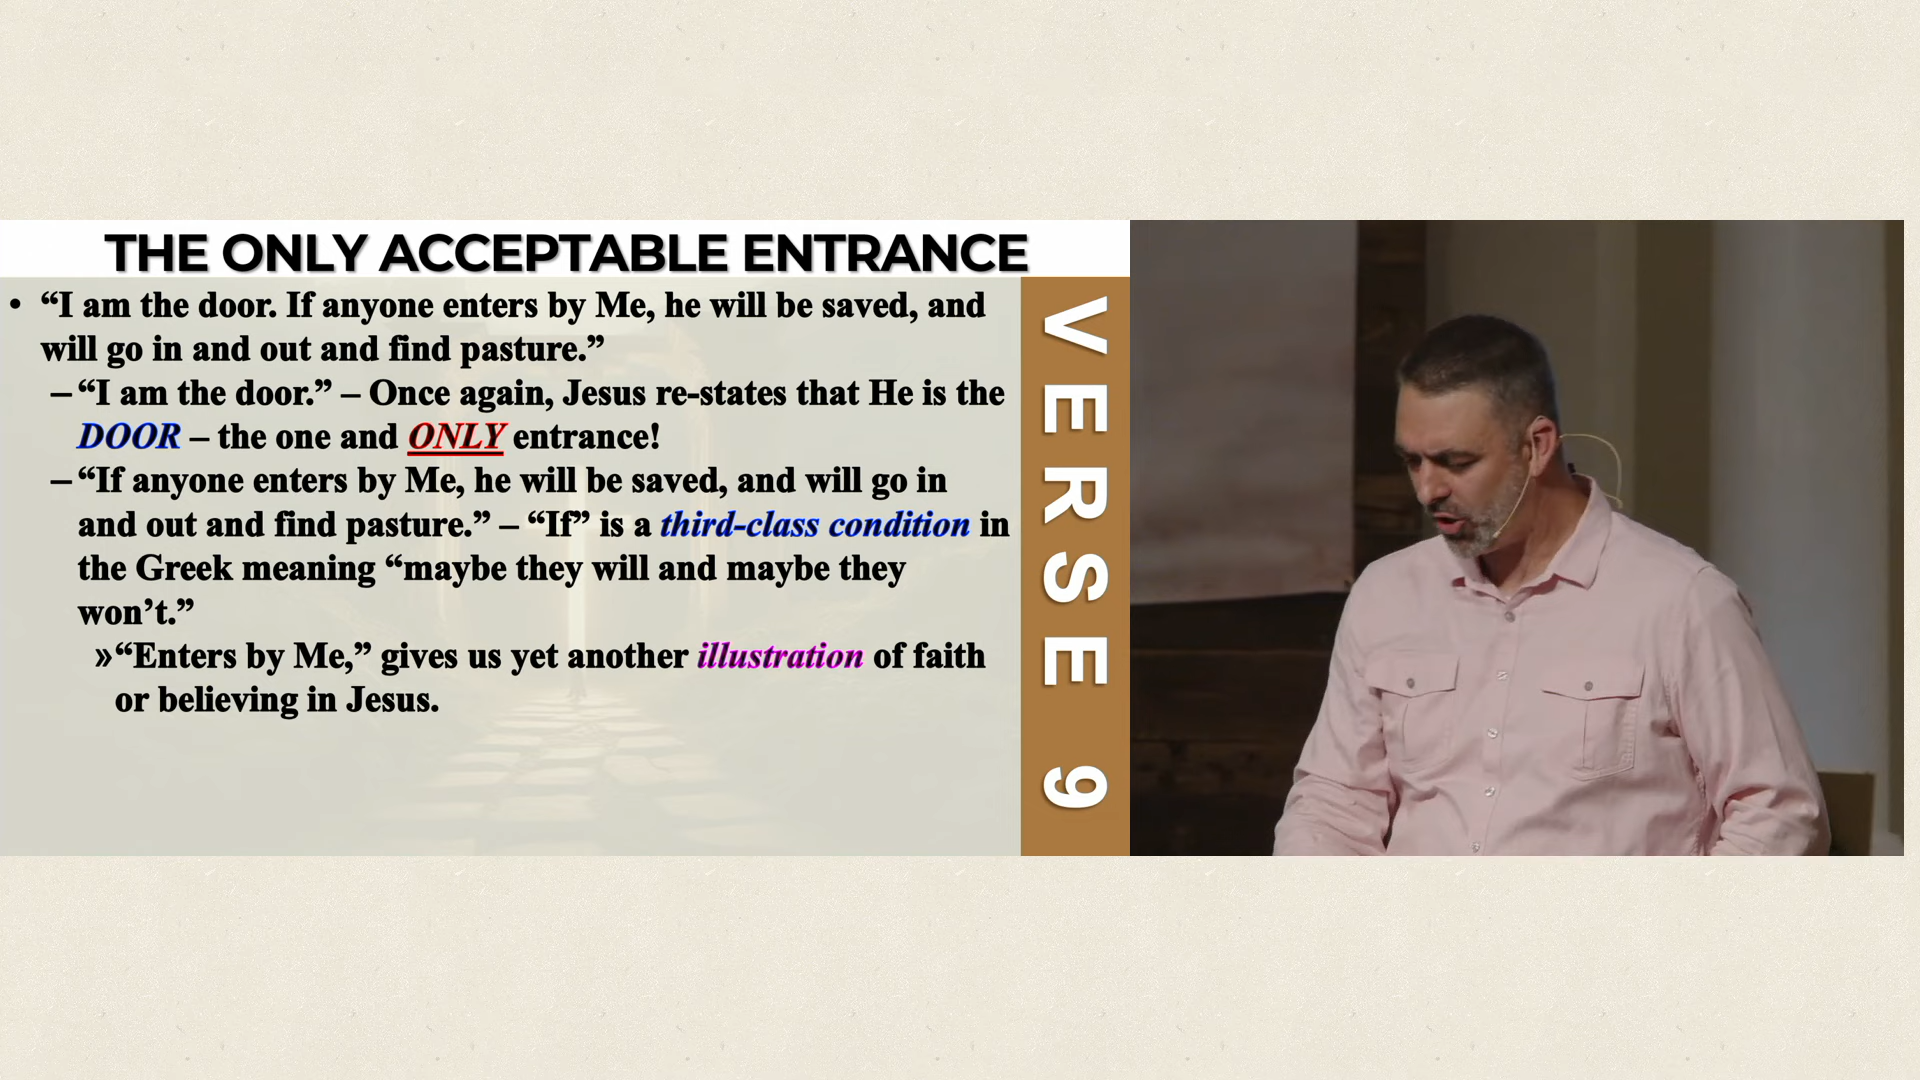 THE ONLY ACCEPTABLE ENTRANCE
• “I am the door. If anyone enters by Me, he will be saved, and
will go in and out and find pasture.”
– “I am the door.” – Once again, Jesus re-states that He is the
DOOR – the one and ONLY entrance!
– “If anyone enters by Me, he will be saved, and will go in
and out and find pasture.” – “If” is a third-class condition in
the Greek meaning “maybe they will and maybe they
won’t.”
» “Enters by Me,” gives us yet another illustration of faith
or believing in Jesus.
VERSE 9